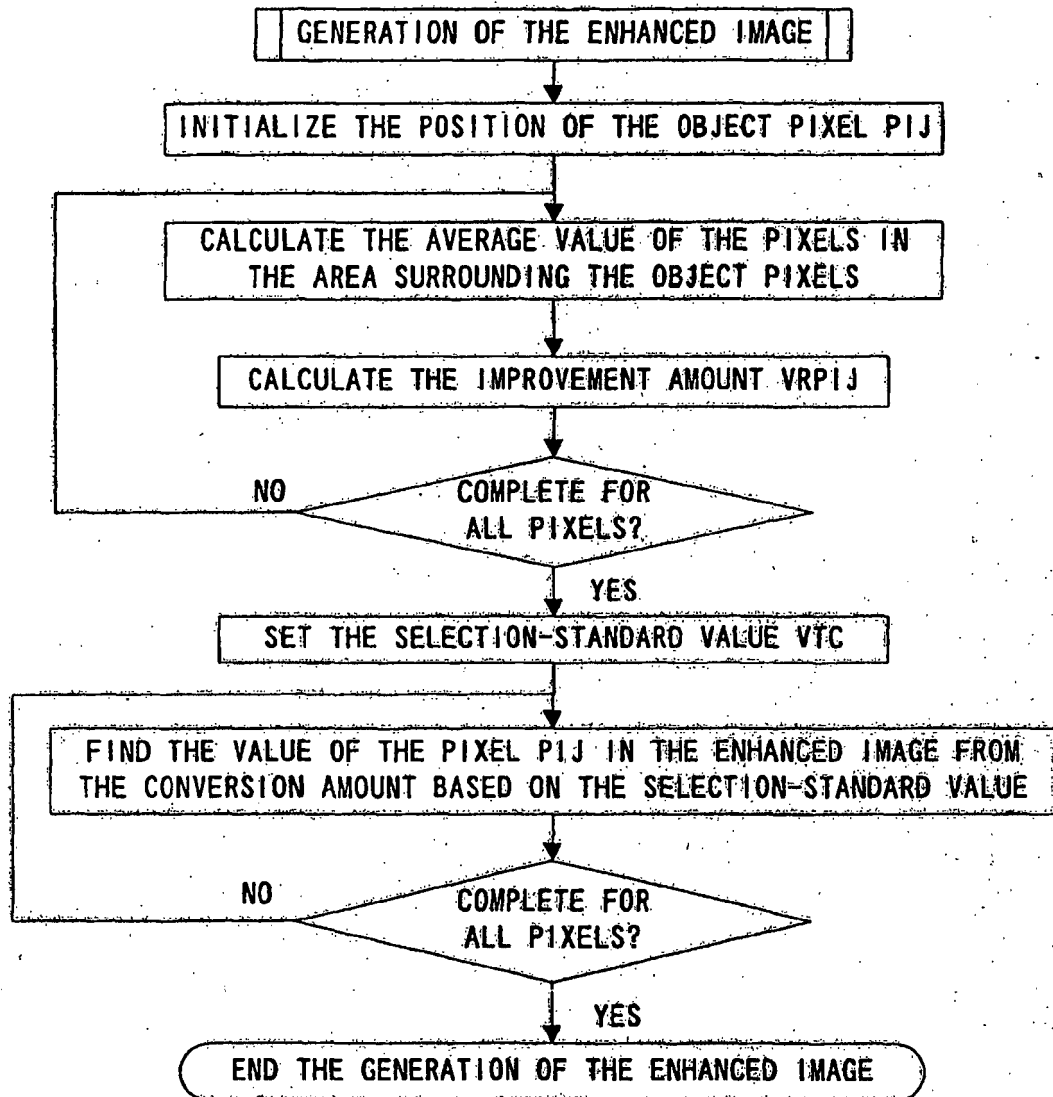 GENERATION OF THE ENHANCED IMAGE
INITIALIZE THE POSITION OF THE OBJECT PIXEL PIJ
CALCULATE THE AVERAGE VALUE OF THE PIXELS IN
THE AREA SURROUNDING THE OBJECT PIXELS
CALCULATE THE IMPROVEMENT AMOUNT VRPIJ
NO
COMPLETE FOR
ALL PIXELS?
YES
SET THE SELECTION-STANDARD VALUE VTC
FIND THE VALUE OF THE PIXEL PIJ IN THE ENHANCED IMAGE FROM
THE CONVERSION AMOUNT BASED ON THE SELECTION-STANDARD VALUE
NO
COMPLETE FOR
ALL PIXELS?
YES
END THE GENERATION OF THE ENHANCED IMAGE